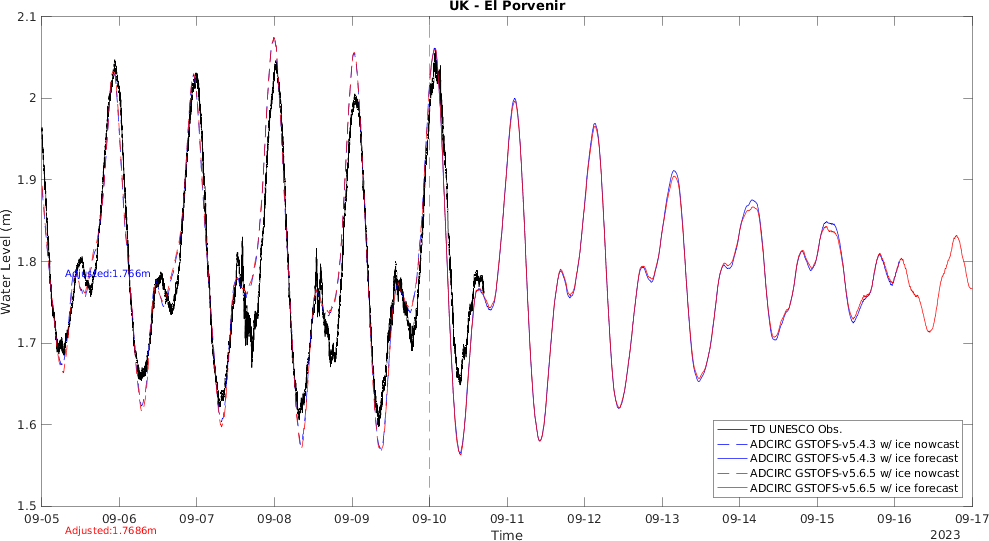 UK - El Porvenir
2.1
2
1.9
1.8
1.7
1.6
1.5
Water Level (m)
Adjusted:1.766m
Adjusted:1.7686m
TD UNESCO Obs.
ADCIRC GSTOFS-v5.4.3 w/ ice nowcast
ADCIRC GSTOFS-v5.4.3 w/ ice forecast
ADCIRC GSTOFS-v5.6.5 w/ ice nowcast
ADCIRC GSTOFS-v5.6.5 w/ ice forecast
09-05 09-06 09-07 09-08 09-09 09-10 09-11 09-12 09-13 09-14 09-15 09-16 09-17
Time
2023